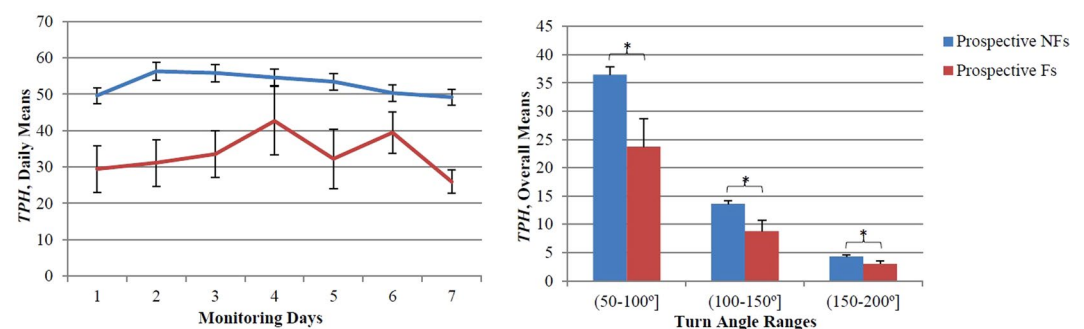 TPH, Daily Means
70
60
50
40
30
20
10
0
1 2 3 4 5 6 7
Monitoring Days
TPH, Overall Means
45
40
35
30
25
20
15
10
5
0
* * *
(50-100º] (100-150º] (150-200º]
Turn Angle Ranges
Prospective NFs
Prospective Fs